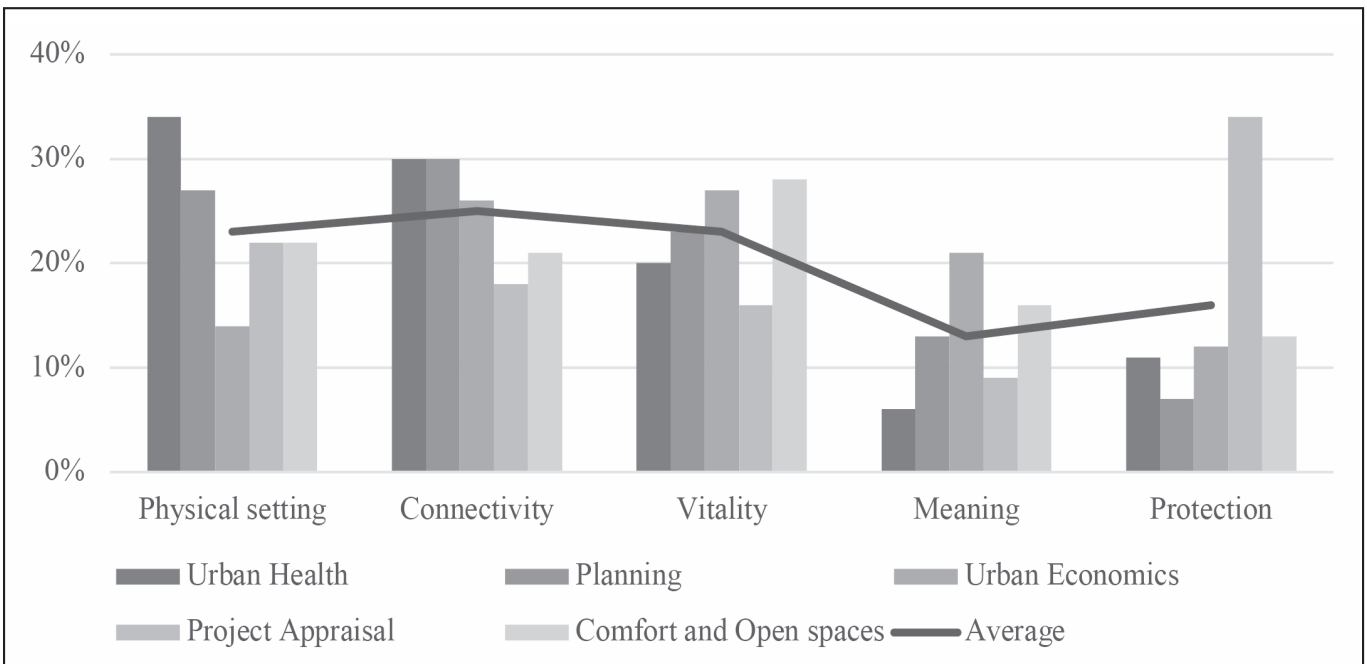 40%
30%
20%
10%
0%
Physical setting Connectivity Vitality Meaning Protection
Urban Health Planning Urban Economics
Project Appraisal Comfort and Open spaces Average